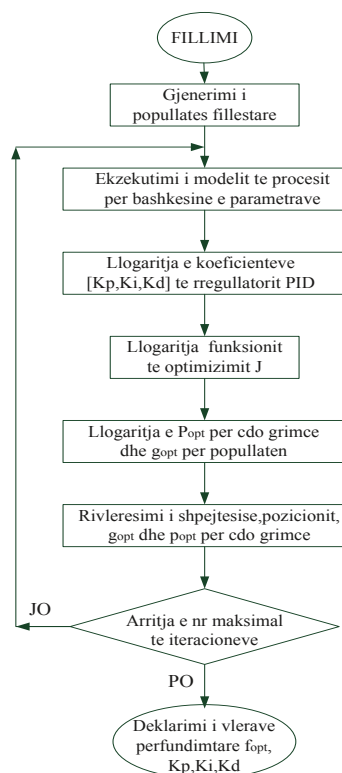 FILLIMI
Gjenerimi i
popullates fillestare
Ekzekutimi i modelit te procesit
per bashkesine e parametrave
Llogaritja e koeficienteve
[Kp,Ki,Kd] te rregullatorit PID
Llogaritja funksionit
te optimizimit J
Llogaritja e Popt per cdo grimce
dhe gopt per popullaten
Rivleresimi i shpejtesise,pozicionit,
gopt dhe popt per cdo grimce
JO
Arritja e nr maksimal
te iteracioneve
PO
Deklarimi i vlerave
perfundimtare fopt,
Kp,Ki,Kd